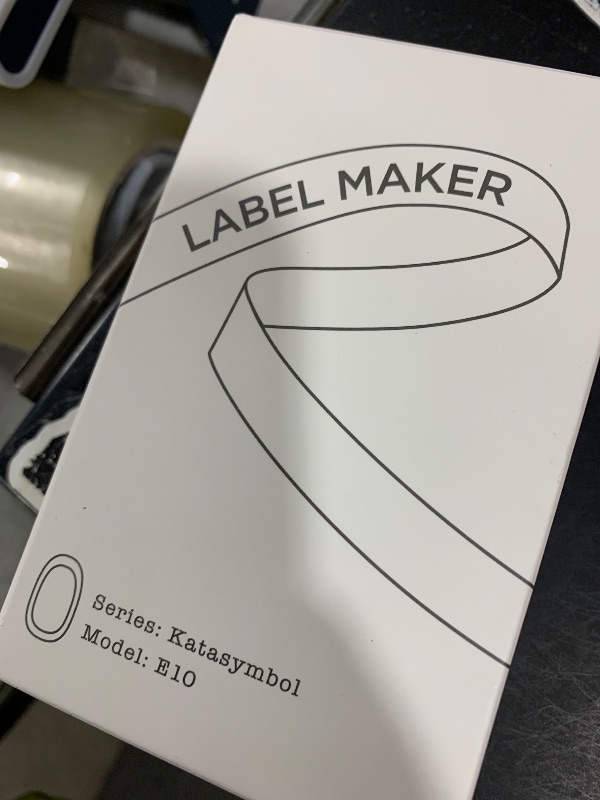 LABEL MAKER
Series: Katasymbol
Model: E10